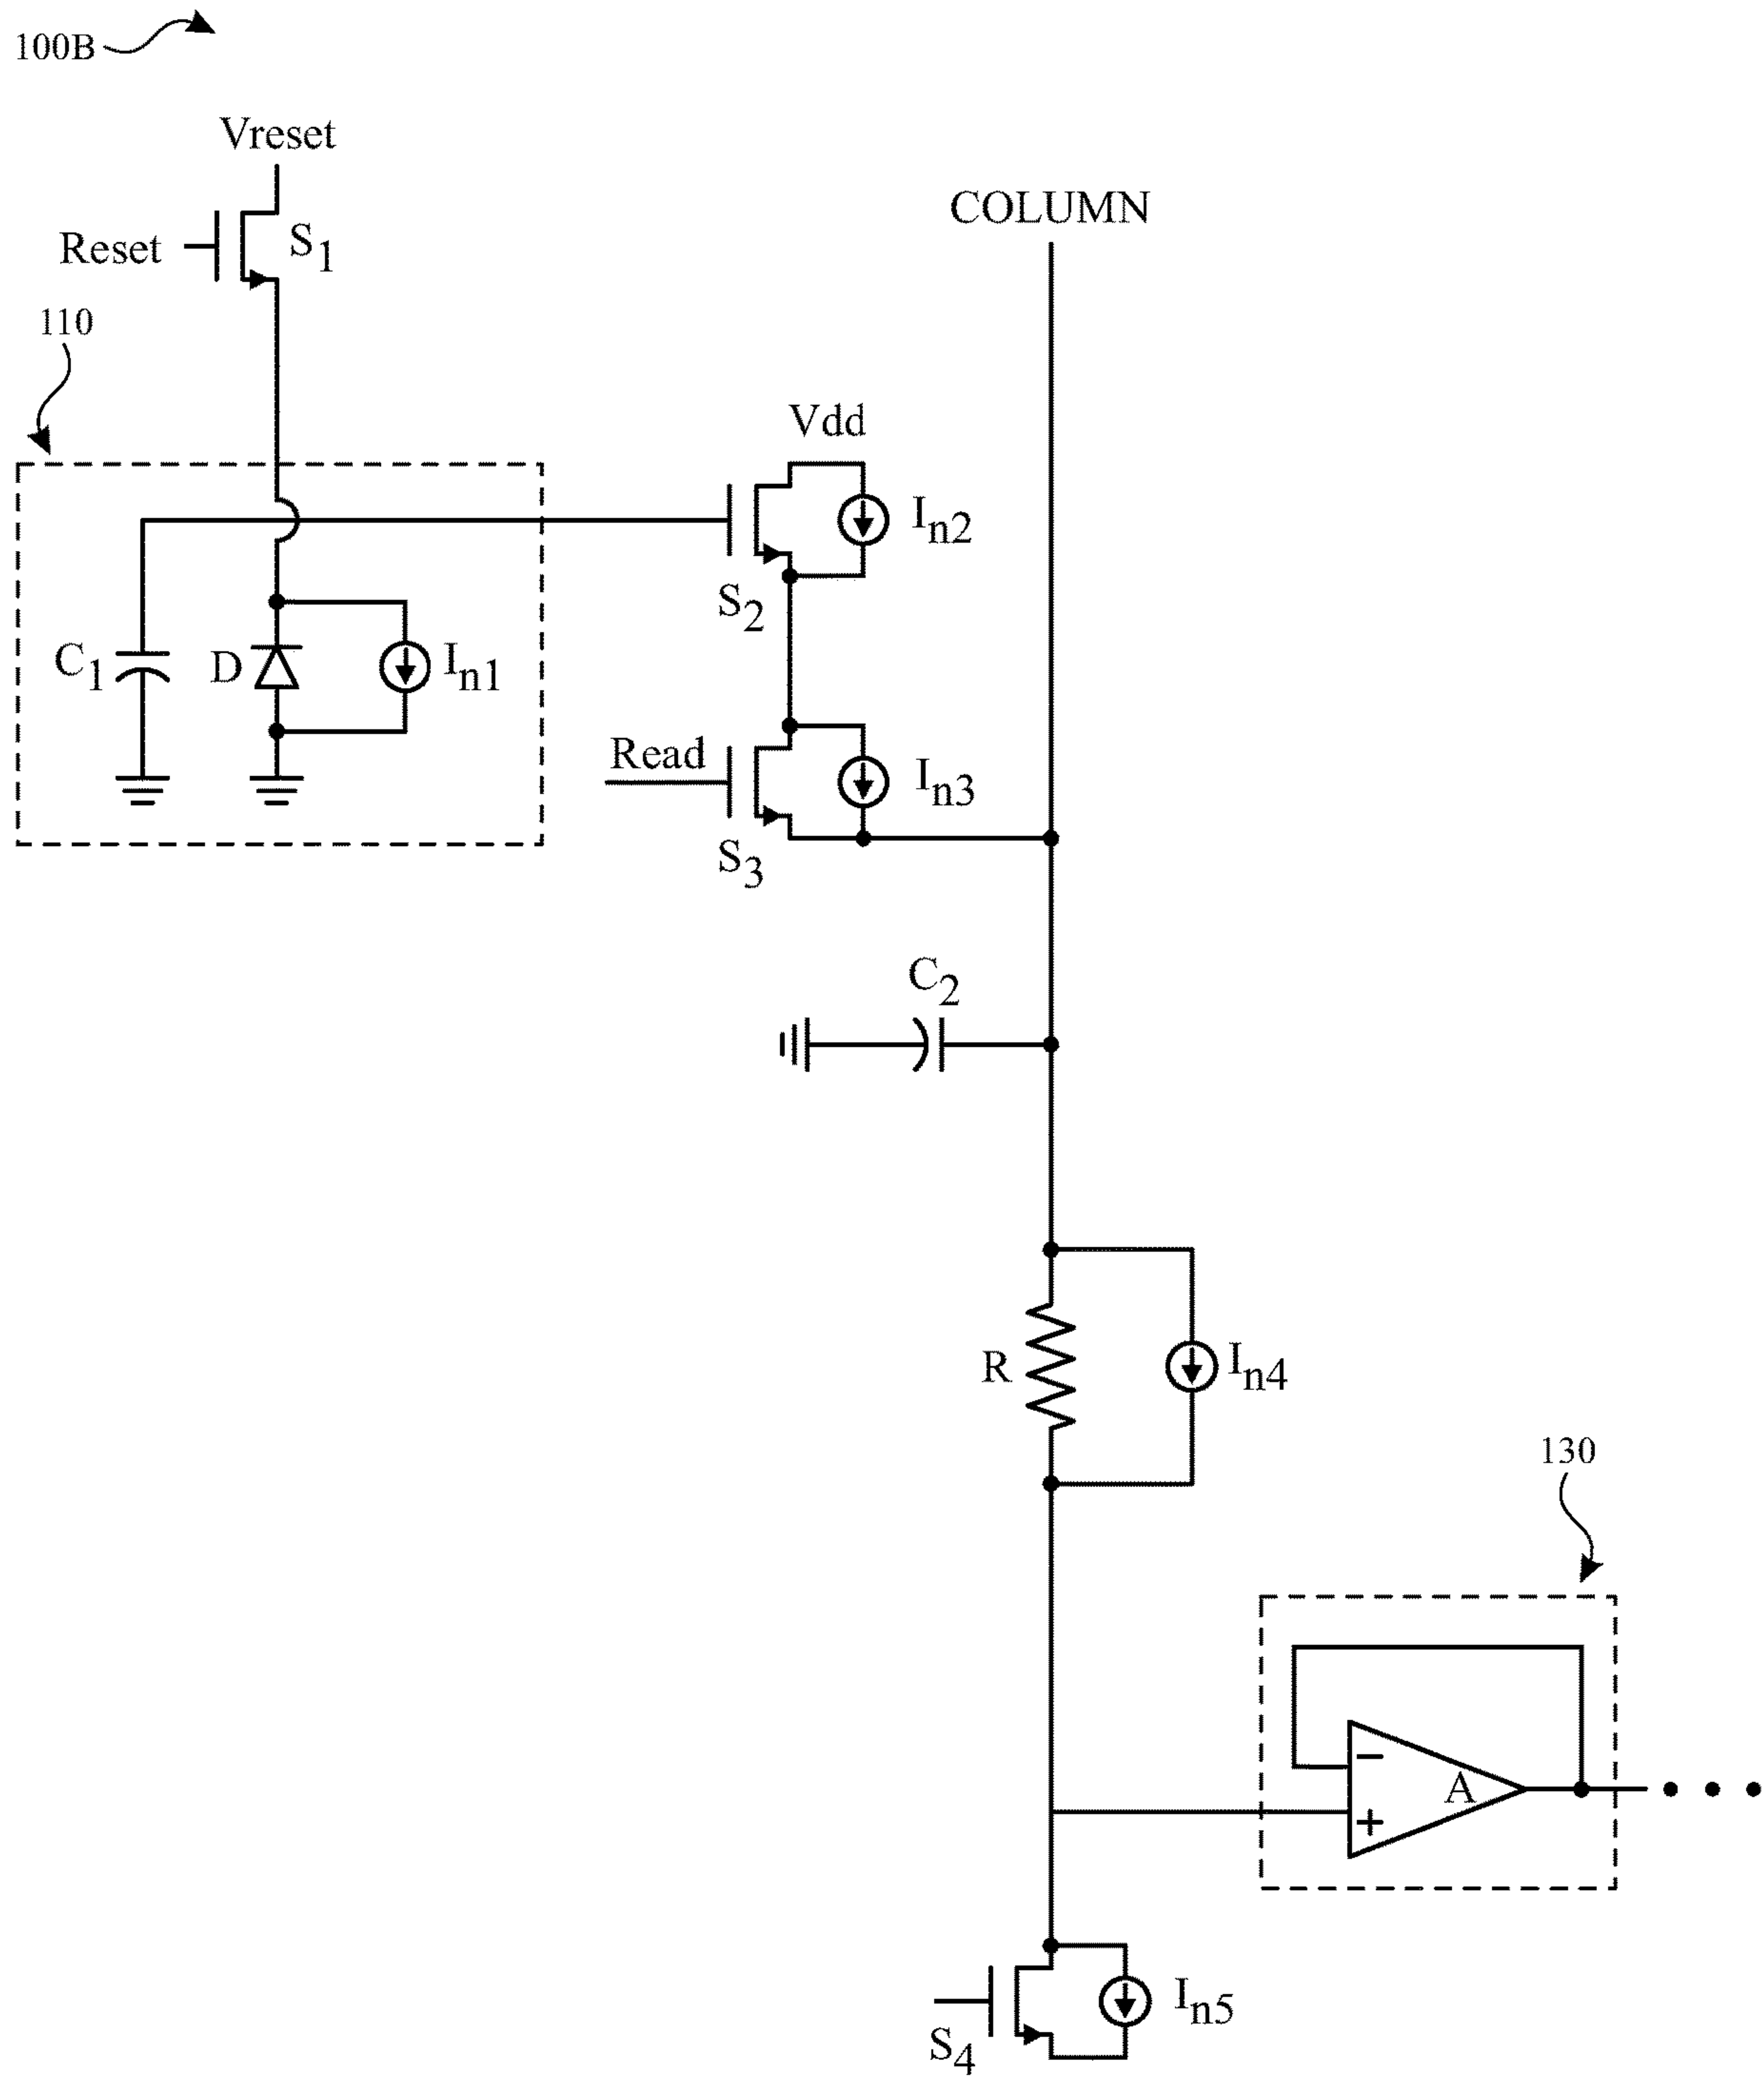 100B
Vreset
COLUMN
Reset
S1
110
Vdd
In2
S2
C1
D
In1
Read
In3
S3
C2
R
In4
130
−
A
+
In5
S4